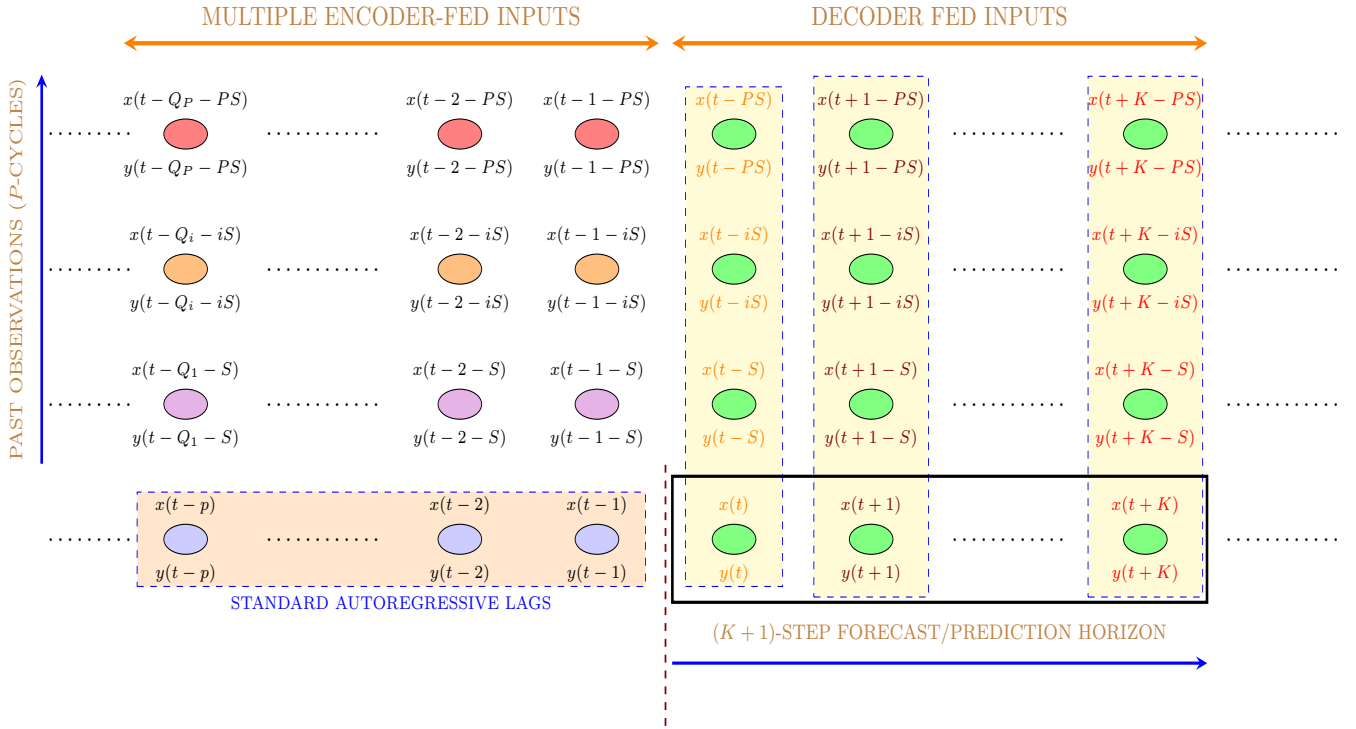 MULTIPLE ENCODER-FED INPUTS
DECODER FED INPUTS
PAST OBSERVATIONS (P-CYCLES)
x(t−Q_P−PS) x(t−2−PS) x(t−1−PS) x(t−PS) x(t+1−PS) x(t+K−PS)
y(t−Q_P−PS) y(t−2−PS) y(t−1−PS) y(t−PS) y(t+1−PS) y(t+K−PS)
x(t−Q_i−iS) x(t−2−iS) x(t−1−iS) x(t−iS) x(t+1−iS) x(t+K−iS)
y(t−Q_i−iS) y(t−2−iS) y(t−1−iS) y(t−iS) y(t+1−iS) y(t+K−iS)
x(t−Q_1−S) x(t−2−S) x(t−1−S) x(t−S) x(t+1−S) x(t+K−S)
y(t−Q_1−S) y(t−2−S) y(t−1−S) y(t−S) y(t+1−S) y(t+K−S)
x(t−p) x(t−2) x(t−1) x(t) x(t+1) x(t+K)
y(t−p) y(t−2) y(t−1) y(t) y(t+1) y(t+K)
STANDARD AUTOREGRESSIVE LAGS
(K+1)-STEP FORECAST/PREDICTION HORIZON